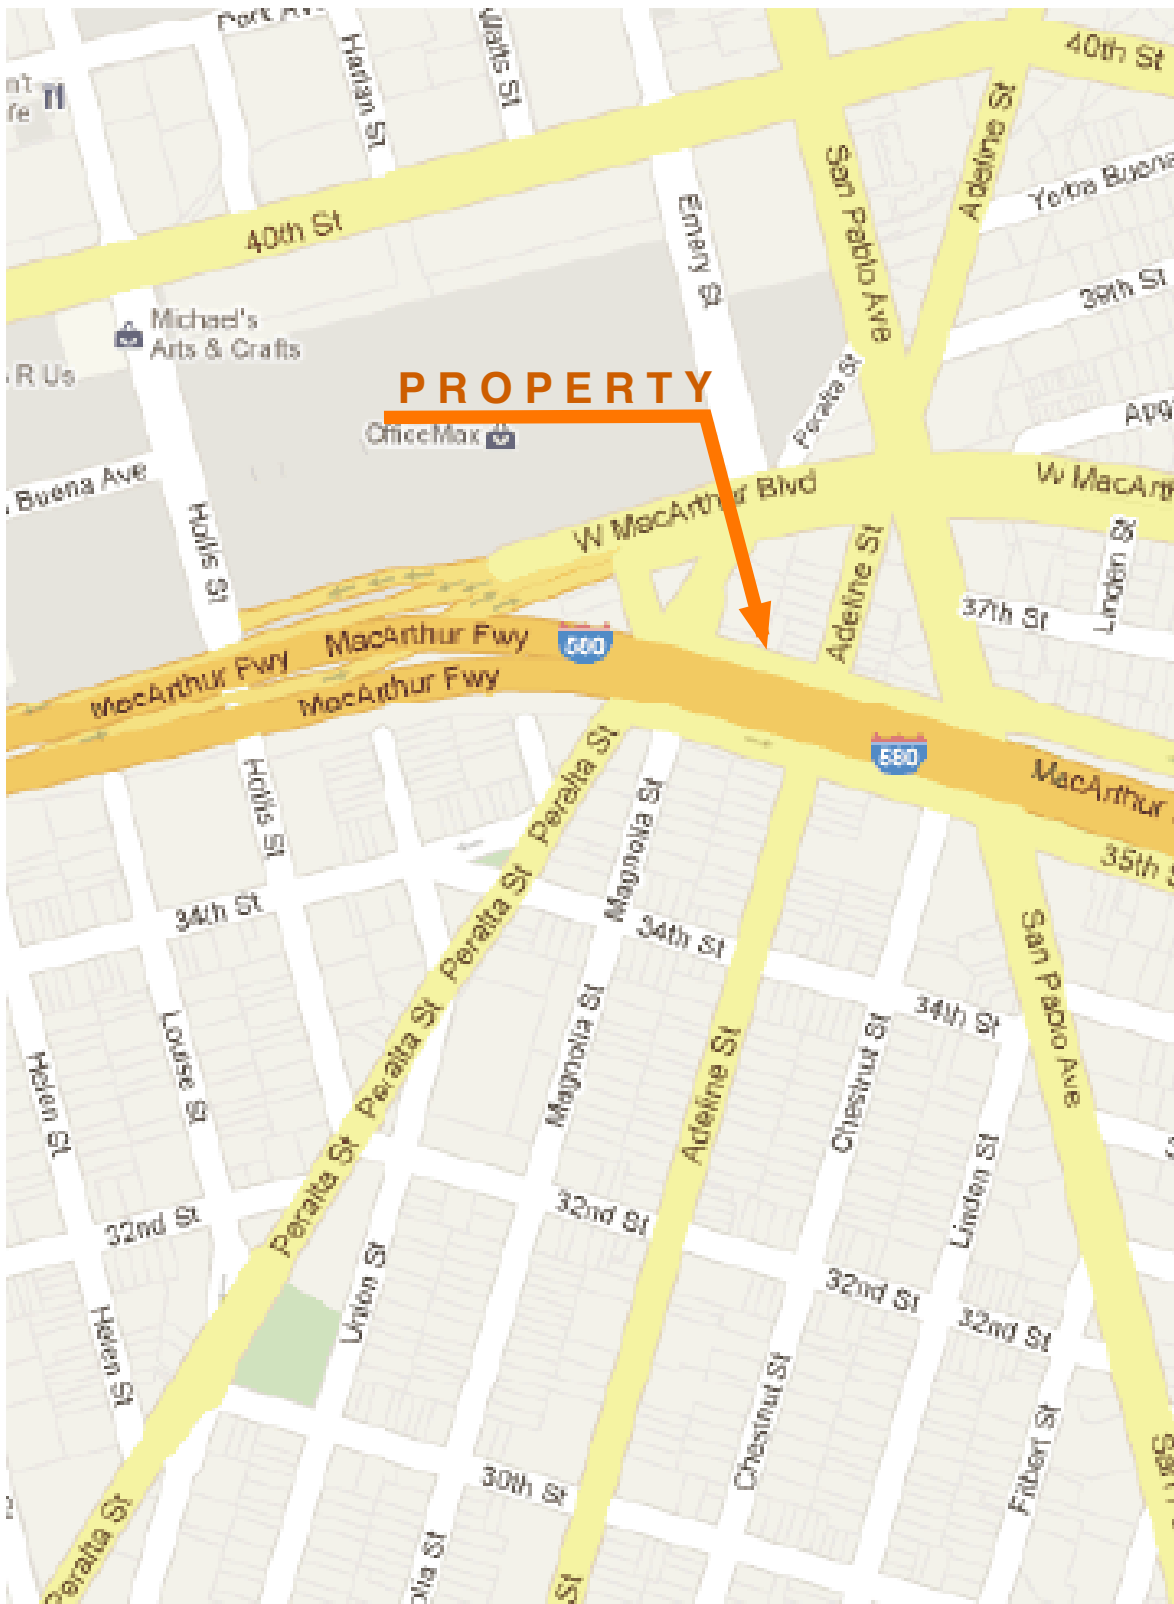 Park Ave
Harlan St
Watts St
40th St
40th St
Adeline St
San Pablo Ave
Yerba Buena
Emery St
39th St
Michael's
Arts & Crafts
R Us
PROPERTY
Peralta St
OfficeMax
Buena Ave
W MacArthur Blvd
W MacArt
Hollis St
Adeline St
Linden St
37th St
MacArthur Fwy
MacArthur Fwy
MacArthur Fwy
580
580
MacArthur
Hollis St
Peralta St
Magnolia St
35th S
34th St
Peralta St
34th St
34th St
San Pablo Ave
Louise St
Helen St
Peralta St
Magnolia St
Adeline St
Chestnut St
Linden St
32nd St
Peralta St
32nd St
32nd St
32nd St
Union St
Helen St
Chestnut St
Filbert St
30th St
Peralta St
olia St
St